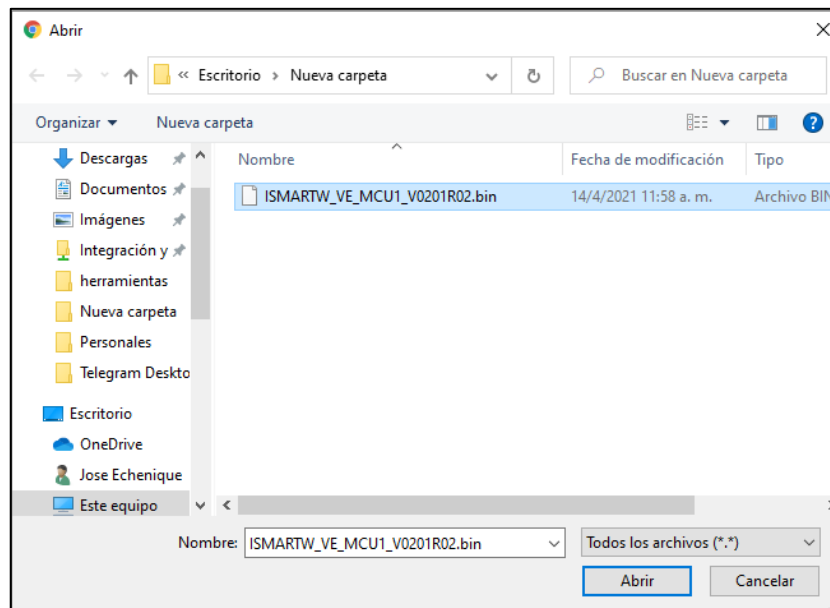 Abrir
« Escritorio › Nueva carpeta
Buscar en Nueva carpeta
Organizar
Nueva carpeta
Nombre
Fecha de modificación
Tipo
Descargas
Documentos
Imágenes
Integración y
herramientas
Nueva carpeta
Personales
Telegram Deskto
Escritorio
OneDrive
Jose Echenique
Este equipo
ISMARTW_VE_MCU1_V0201R02.bin
14/4/2021 11:58 a. m.
Archivo BIN
Nombre:
ISMARTW_VE_MCU1_V0201R02.bin
Todos los archivos (*.*)
Abrir
Cancelar